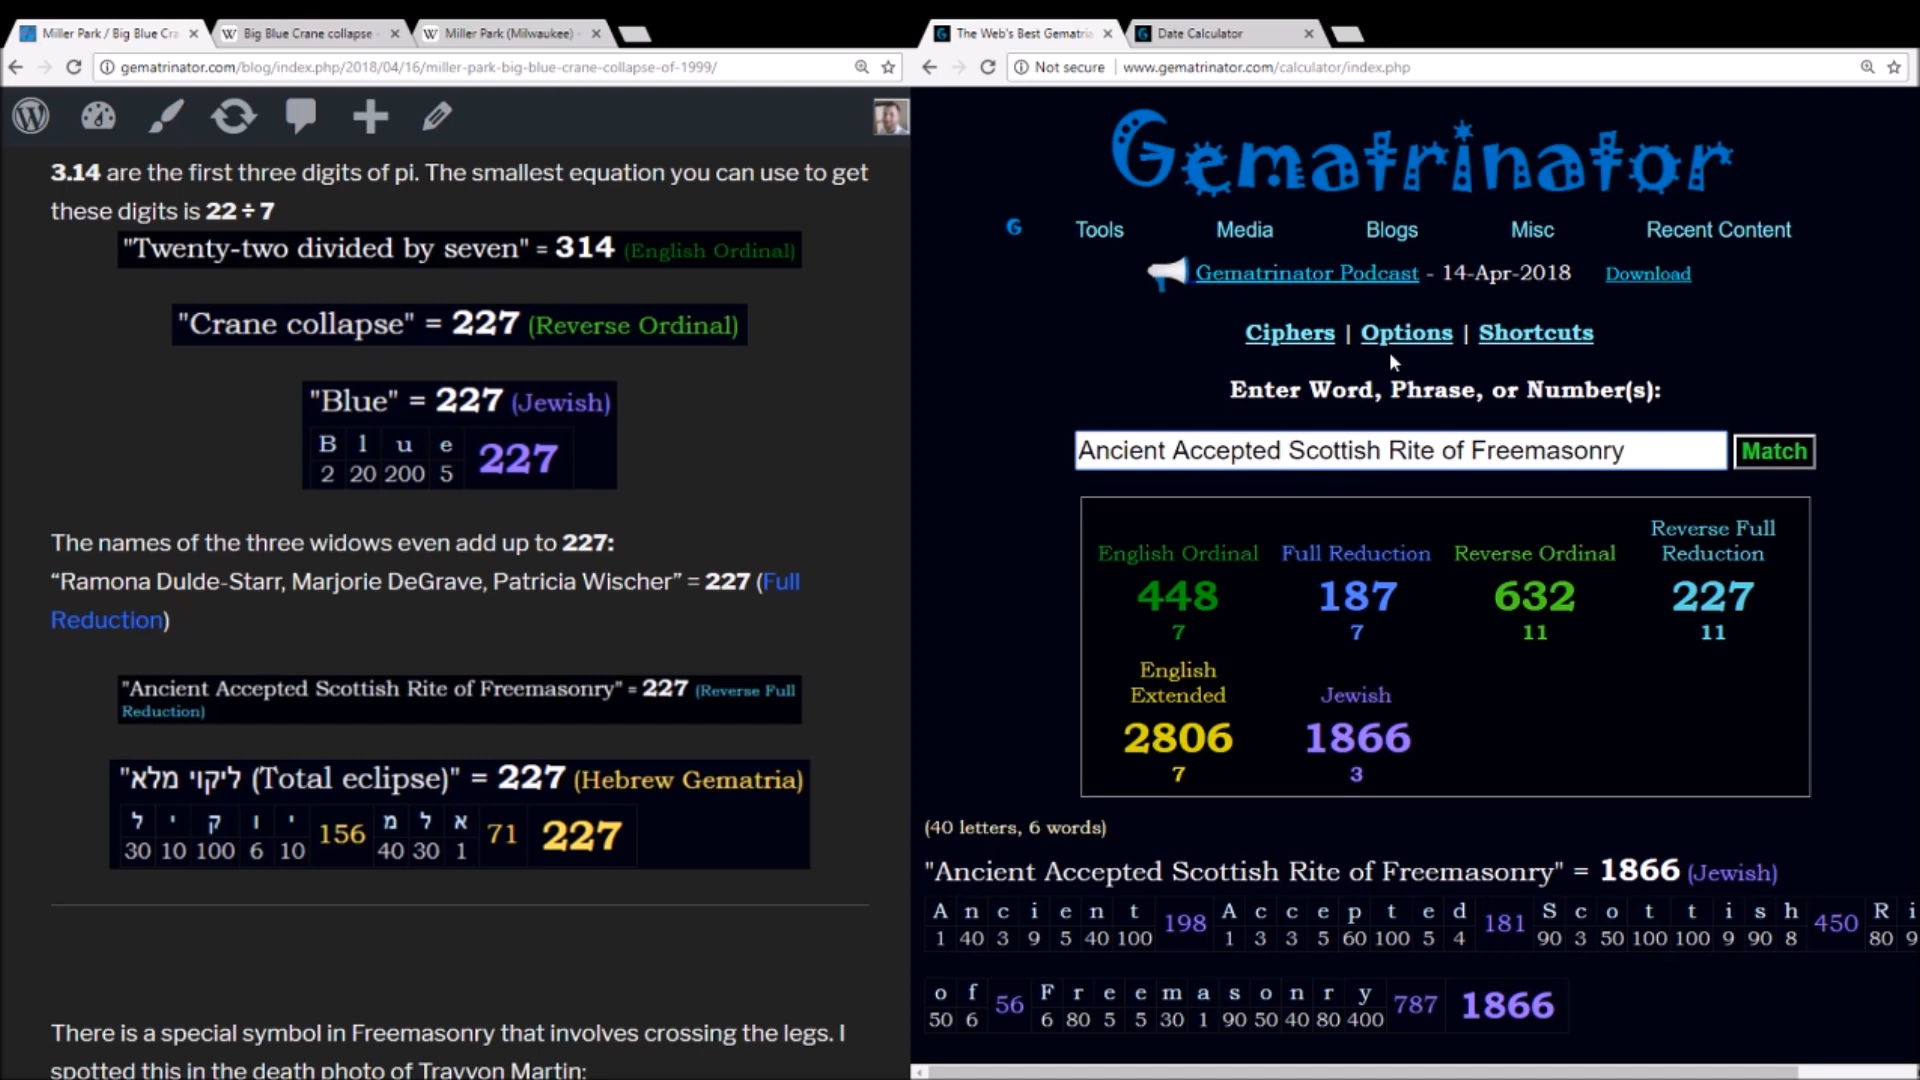 Miller Park / Big Blue Cra
Big Blue Crane collapse -
Miller Park (Milwaukee) -
gematrinator.com/blog/index.php/2018/04/16/miller-park-big-blue-crane-collapse-of-1999/
3.14 are the first three digits of pi. The smallest equation you can use to get
these digits is 22 ÷ 7
"Twenty-two divided by seven" = 314 (English Ordinal)
"Crane collapse" = 227 (Reverse Ordinal)
"Blue" = 227 (Jewish)
B l u e 227
2 20 200 5
The names of the three widows even add up to 227:
“Ramona Dulde-Starr, Marjorie DeGrave, Patricia Wischer” = 227 (Full
Reduction)
"Ancient Accepted Scottish Rite of Freemasonry" = 227 (Reverse Full
Reduction)
"ליקוי מלא (Total eclipse)" = 227 (Hebrew Gematria)
ל י ק ו י 156 מ ל א 71 227
30 10 100 6 10 40 30 1
There is a special symbol in Freemasonry that involves crossing the legs. I
spotted this in the death photo of Trayvon Martin:
The Web's Best Gematri
Date Calculator
Not secure | www.gematrinator.com/calculator/index.php
Gematrinator
G Tools Media Blogs Misc Recent Content
Gematrinator Podcast - 14-Apr-2018 Download
Ciphers | Options | Shortcuts
Enter Word, Phrase, or Number(s):
Ancient Accepted Scottish Rite of Freemasonry Match
Reverse Full
English Ordinal Full Reduction Reverse Ordinal Reduction
448 187 632 227
7 7 11 11
English
Extended Jewish
2806 1866
7 3
(40 letters, 6 words)
"Ancient Accepted Scottish Rite of Freemasonry" = 1866 (Jewish)
A n c i e n t 198 A c c e p t e d 181 S c o t t i s h 450 R i
1 40 3 9 5 40 100 1 3 3 5 60 100 5 4 90 3 50 100 100 9 90 8 80 9
o f 56 F r e e m a s o n r y 787 1866
50 6 6 80 5 5 30 1 90 50 40 80 400